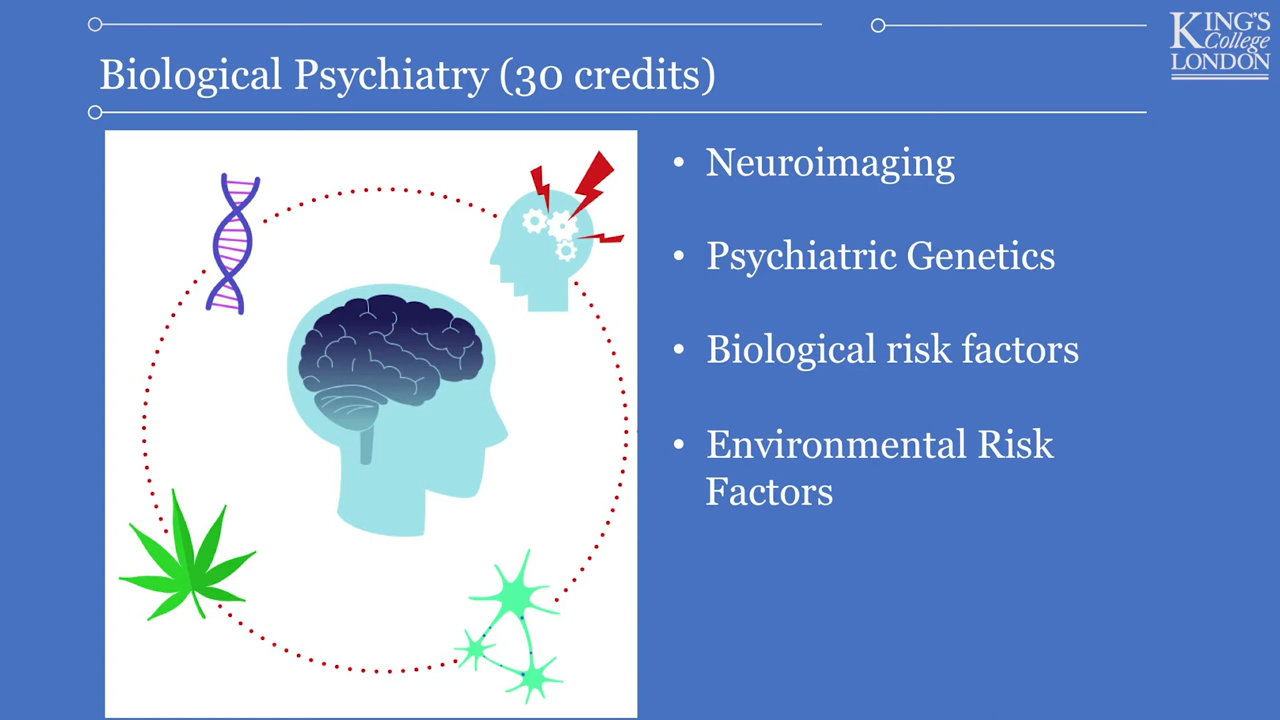 KING'S
College
LONDON
Biological Psychiatry (30 credits)
• Neuroimaging
• Psychiatric Genetics
• Biological risk factors
• Environmental Risk
Factors